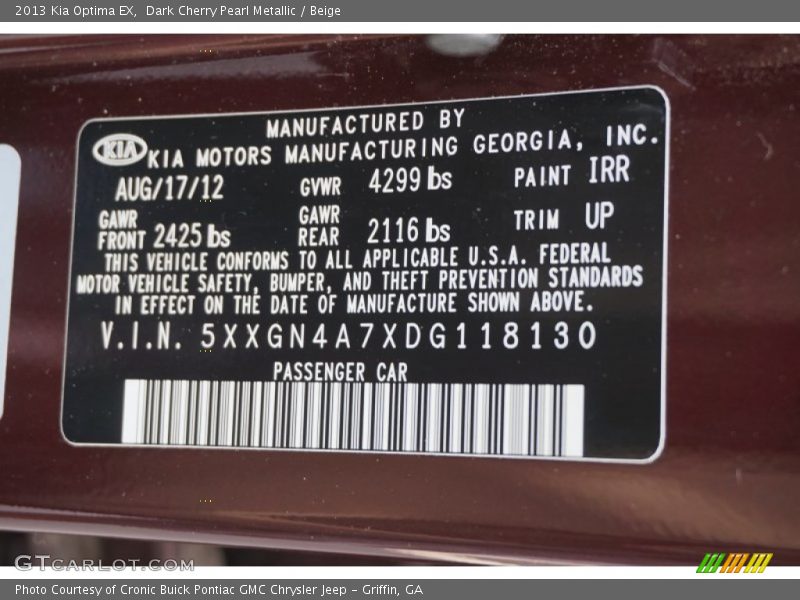 2013 Kia Optima EX, Dark Cherry Pearl Metallic / Beige
MANUFACTURED BY
KIA KIA MOTORS MANUFACTURING GEORGIA, INC.
AUG/17/12 GVWR 4299 lbs PAINT IRR
GAWR FRONT 2425 lbs GAWR REAR 2116 lbs TRIM UP
THIS VEHICLE CONFORMS TO ALL APPLICABLE U.S.A. FEDERAL
MOTOR VEHICLE SAFETY, BUMPER, AND THEFT PREVENTION STANDARDS
IN EFFECT ON THE DATE OF MANUFACTURE SHOWN ABOVE.
V.I.N. 5XXGN4A7XDG118130
PASSENGER CAR
GTCARLOT.COM
Photo Courtesy of Cronic Buick Pontiac GMC Chrysler Jeep - Griffin, GA